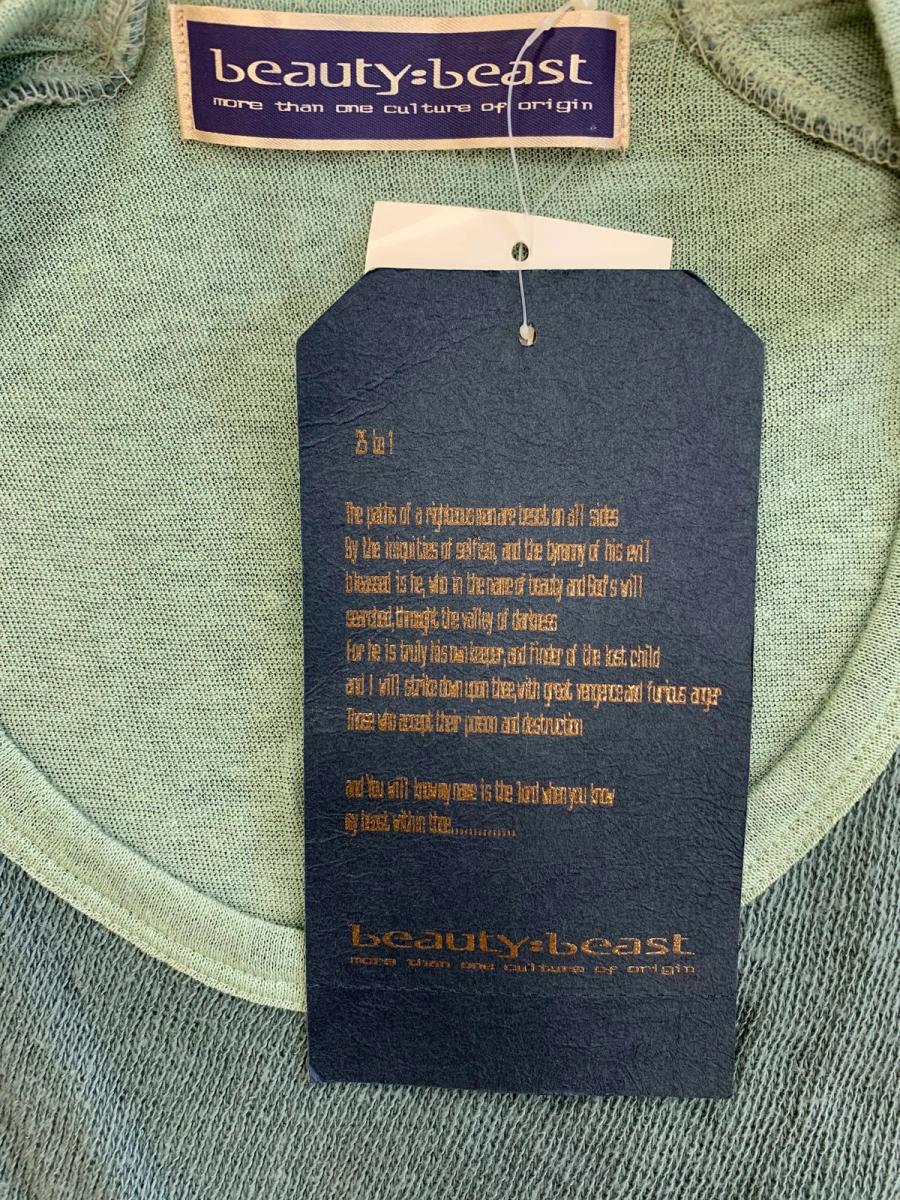 beauty:beast
more than one culture of origin
25 to 1
The paths of a righteous man are beset on all sides
By the iniquities of selfism, and the tyranny of his evil
bleassed is he, who in the name of beauty and God's will
searched, throught the valley of darkness
For he is truly his own keeper, and finder of the lost child
and I will strike down upon thee, with great vengence and furious anger
Those who accept their poison and destruction
and You will know my name is the lord when you know
my beast within thee.............
beauty:beast
more than one culture of origin